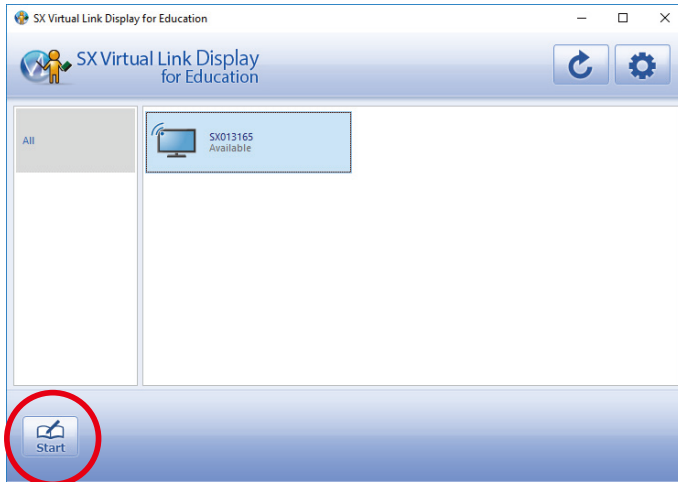 SX Virtual Link Display for Education
SX Virtual Link Display
for Education
All
SX013165
Available
Start